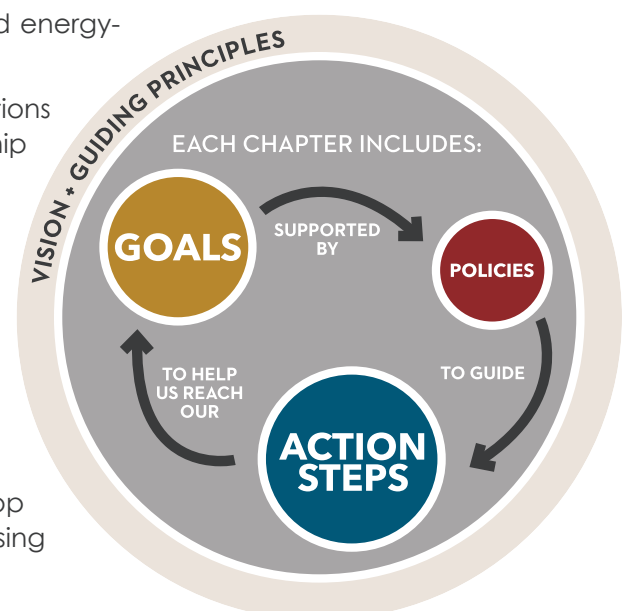 d energy-
ions
hip
VISION + GUIDING PRINCIPLES
EACH CHAPTER INCLUDES:
GOALS
SUPPORTED
BY
POLICIES
TO GUIDE
ACTION
STEPS
TO HELP
US REACH
OUR
op
sing